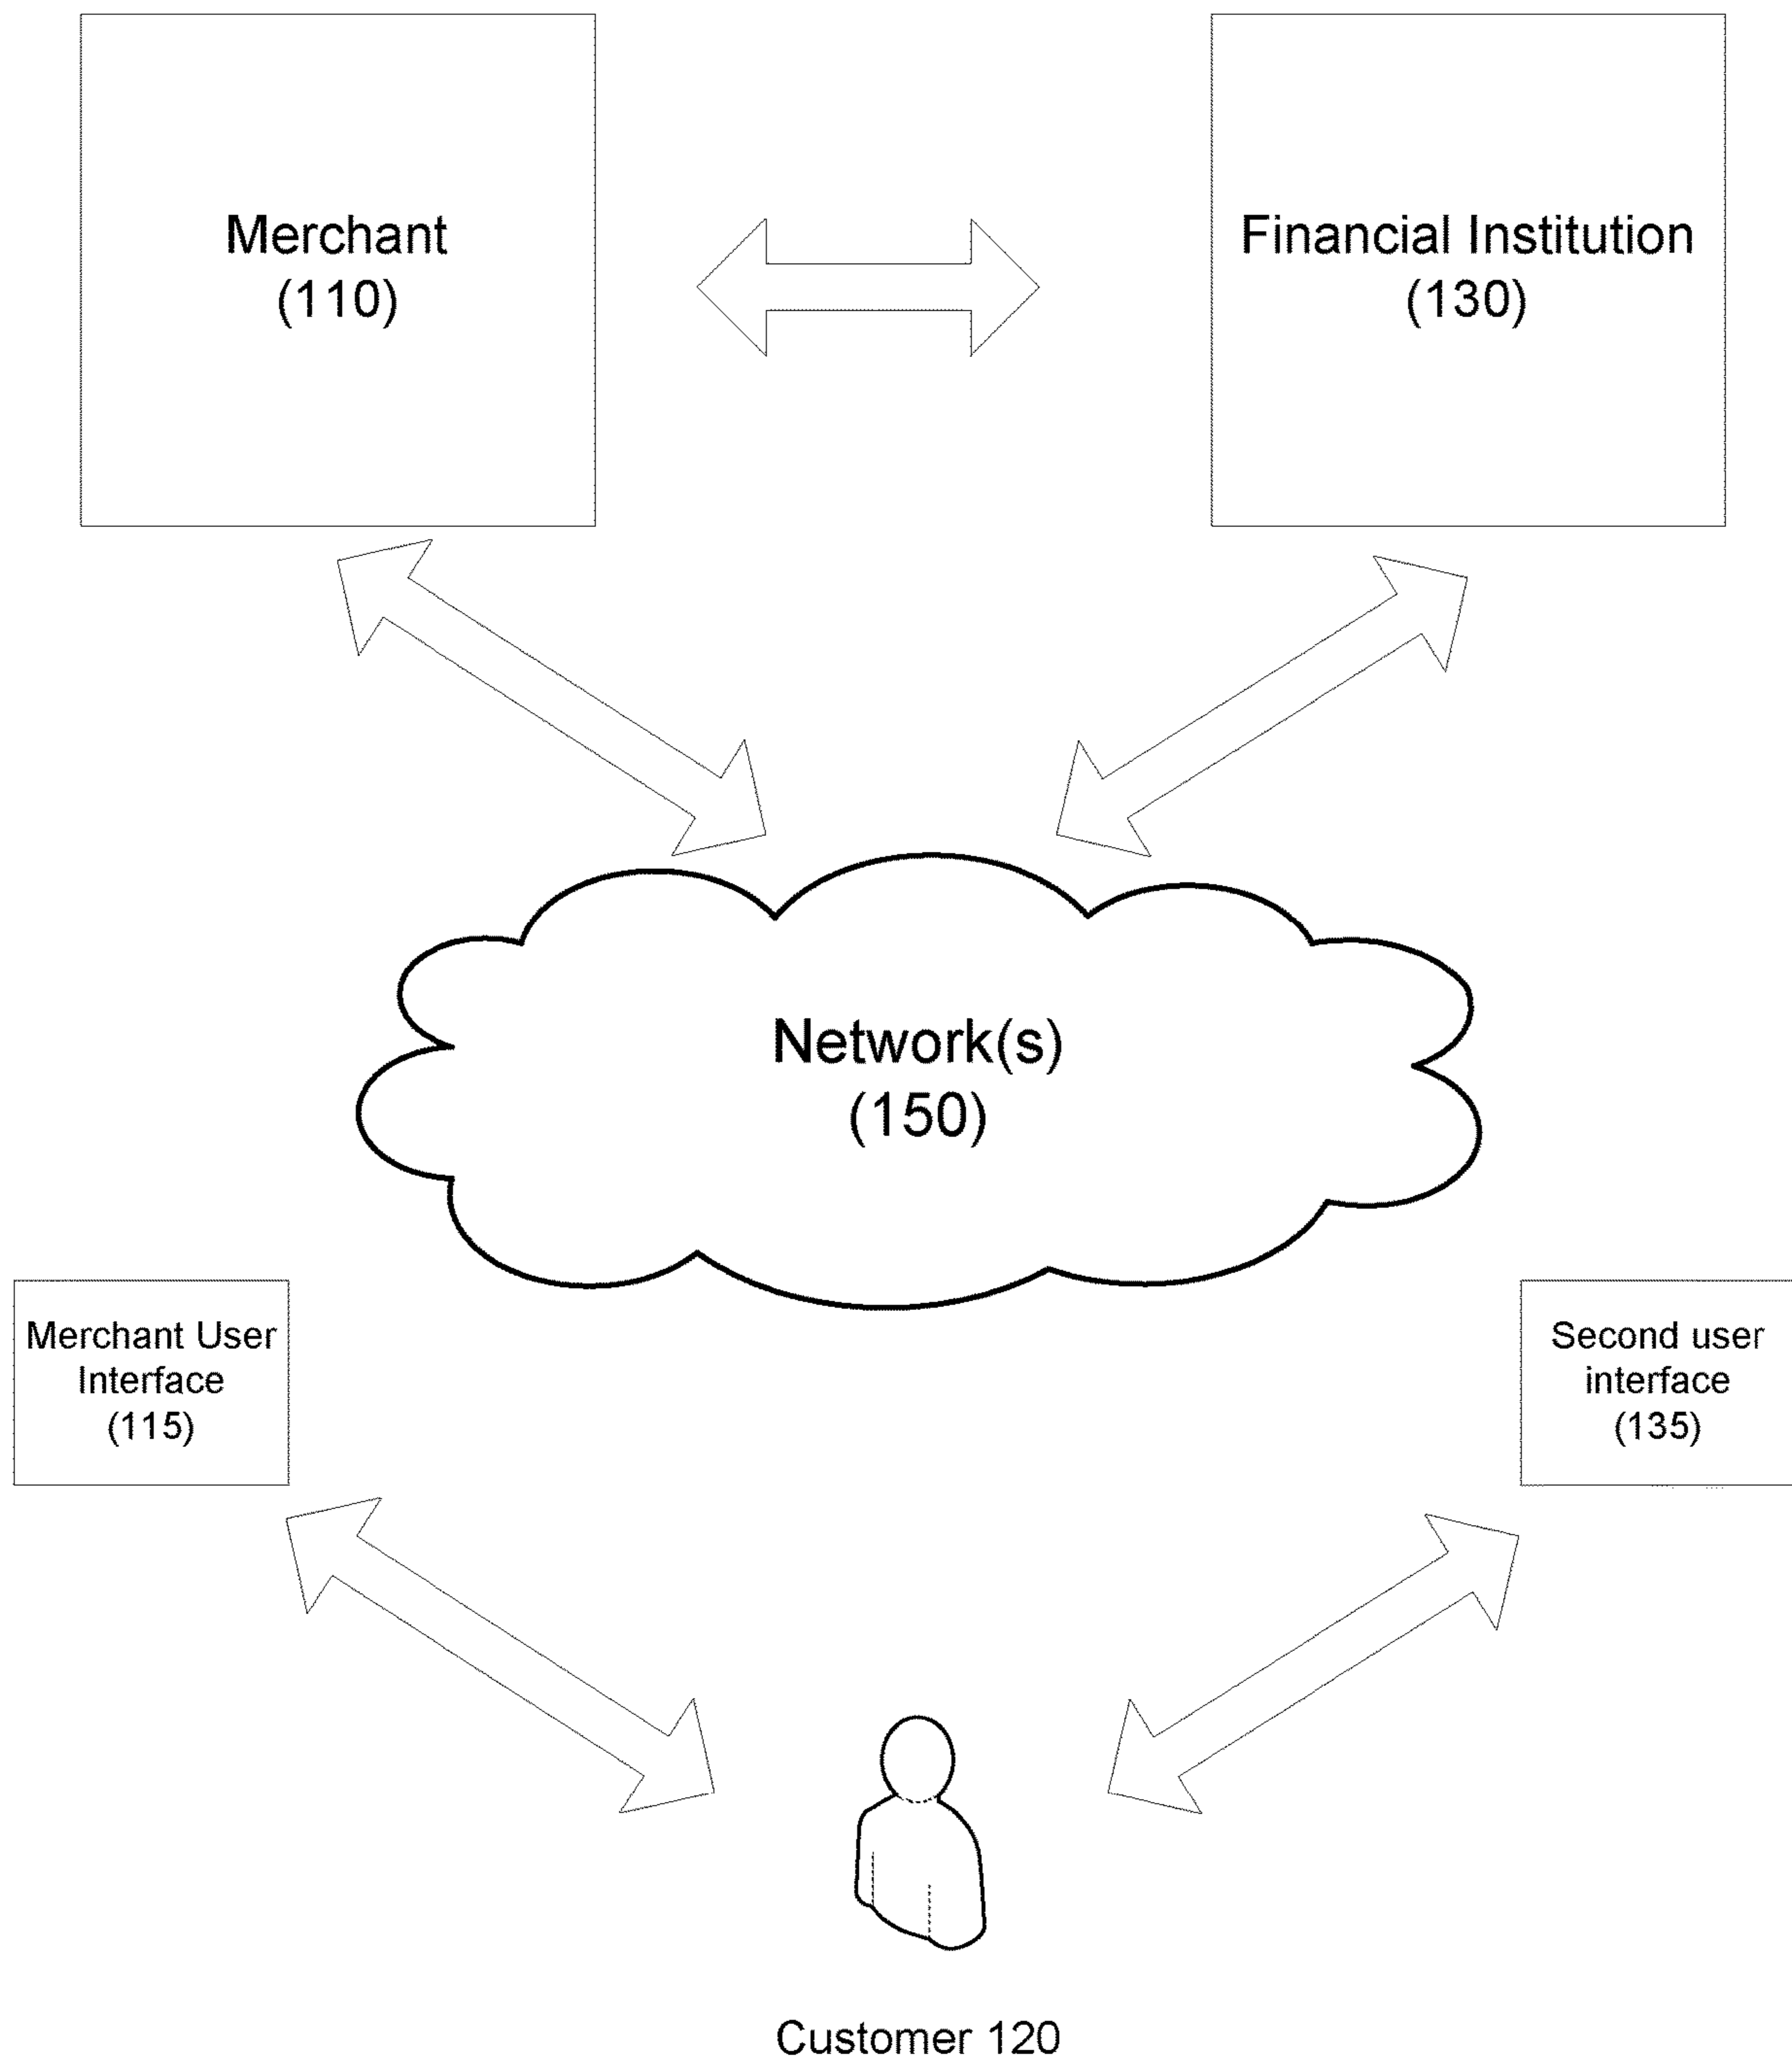 Merchant
(110)
Financial Institution
(130)
Network(s)
(150)
Merchant User
Interface
(115)
Second user
interface
(135)
Customer 120